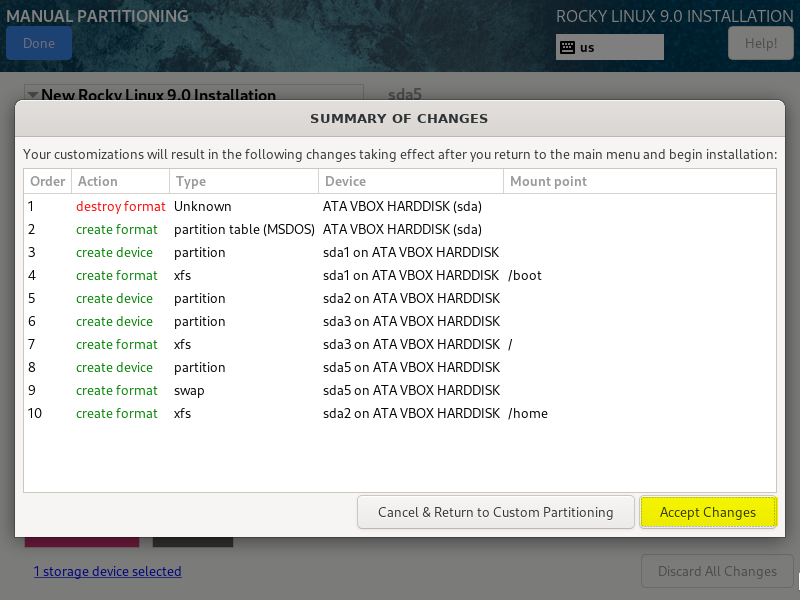 MANUAL PARTITIONING
ROCKY LINUX 9.0 INSTALLATION
Done
us
Help!
New Rocky Linux 9.0 Installation
sda5
SUMMARY OF CHANGES
Your customizations will result in the following changes taking effect after you return to the main menu and begin installation:
Order Action Type Device Mount point
1 destroy format Unknown ATA VBOX HARDDISK (sda)
2 create format partition table (MSDOS) ATA VBOX HARDDISK (sda)
3 create device partition sda1 on ATA VBOX HARDDISK
4 create format xfs sda1 on ATA VBOX HARDDISK /boot
5 create device partition sda2 on ATA VBOX HARDDISK
6 create device partition sda3 on ATA VBOX HARDDISK
7 create format xfs sda3 on ATA VBOX HARDDISK /
8 create device partition sda5 on ATA VBOX HARDDISK
9 create format swap sda5 on ATA VBOX HARDDISK
10 create format xfs sda2 on ATA VBOX HARDDISK /home
Cancel & Return to Custom Partitioning
Accept Changes
1 storage device selected
Discard All Changes